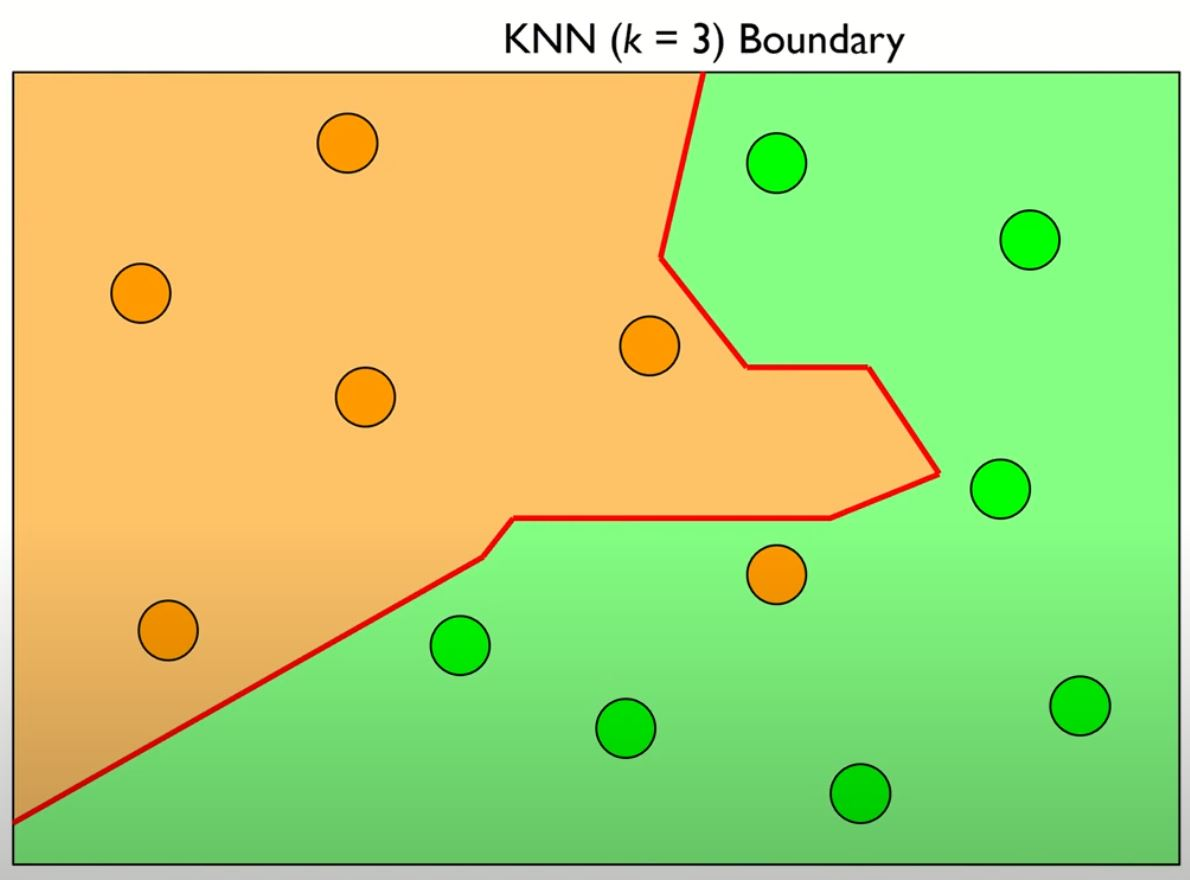 KNN (k = 3) Boundary